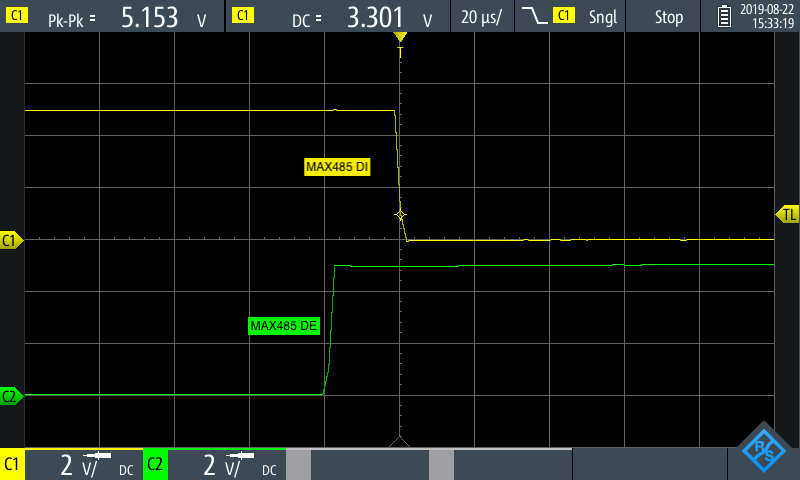 C1 Pk-Pk = 5.153 V C1 DC = 3.301 V 20 µs/ C1 Sngl Stop 2019-08-22
15:33:19
T
MAX485 DI
TL
C1
MAX485 DE
C2
C1 2 V/ DC C2 2 V/ DC
R S